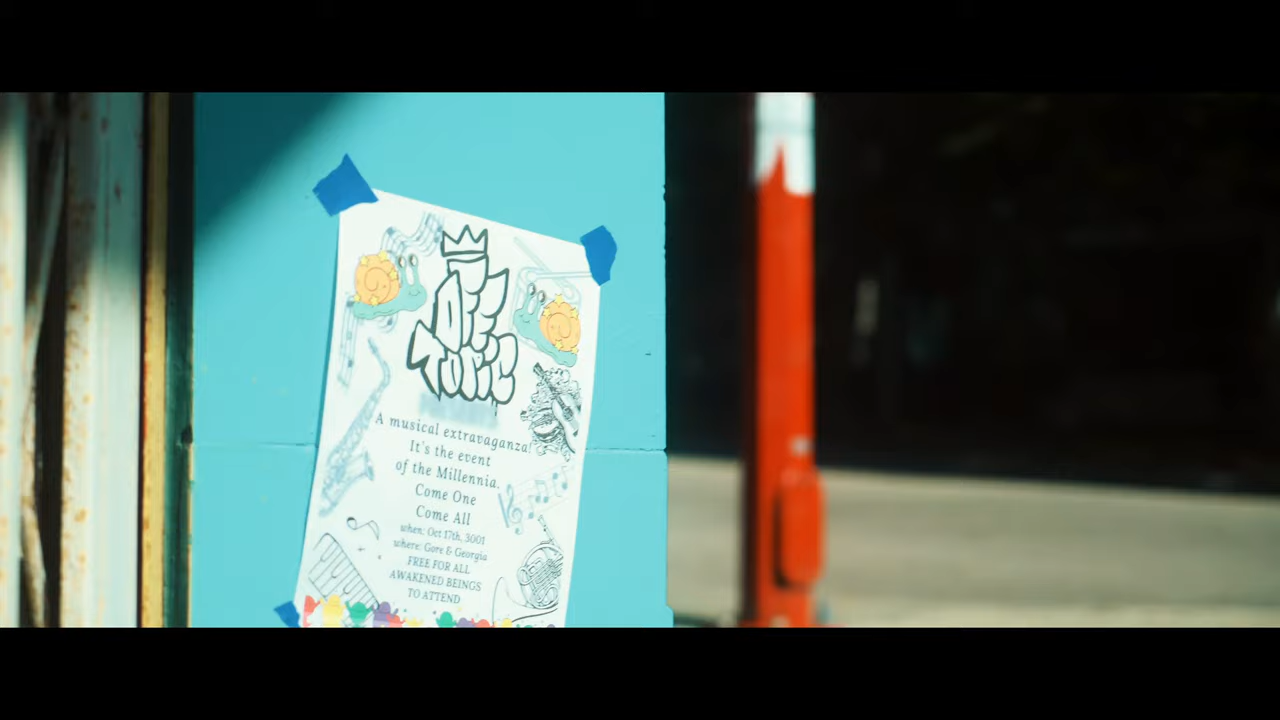 A musical extravaganza!
It's the event
of the Millennia.
Come One
Come All
when: Oct 17th, 3001
where: Gore & Georgia
FREE FOR ALL
AWAKENED BEINGS
TO ATTEND